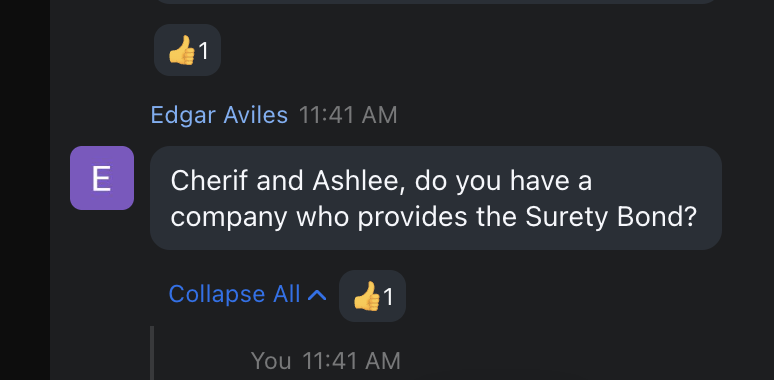 👍1
Edgar Aviles 11:41 AM
E
Cherif and Ashlee, do you have a
company who provides the Surety Bond?
Collapse All 👍1
You 11:41 AM